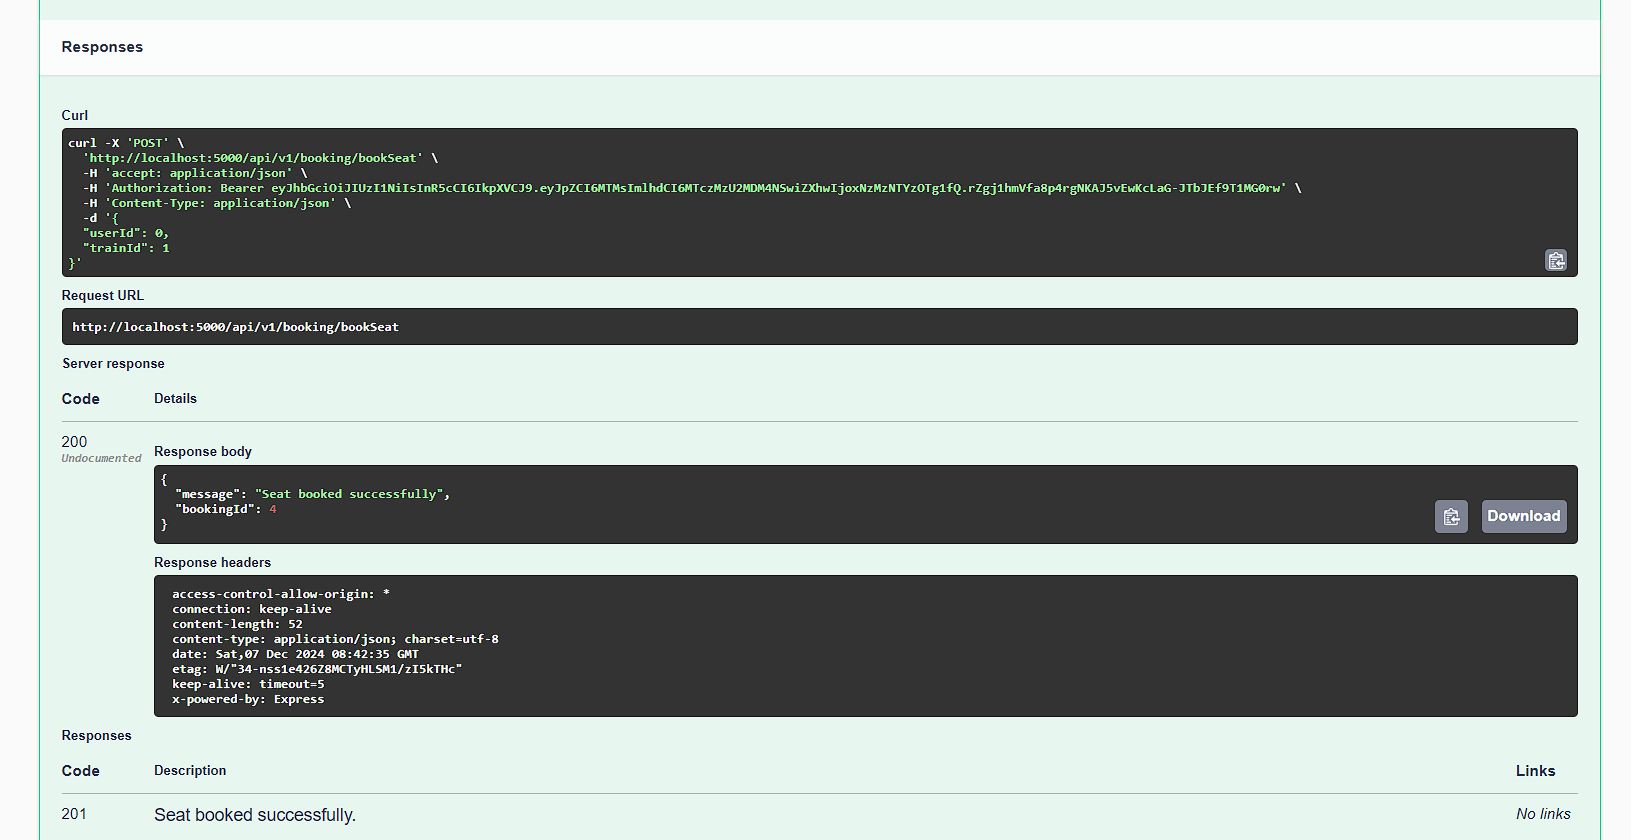 Responses
Curl
curl -X 'POST' \
'http://localhost:5000/api/v1/booking/bookSeat' \
-H 'accept: application/json' \
-H 'Authorization: Bearer eyJhbGciOiJIUzI1NiIsInR5cCI6IkpXVCJ9.eyJpZCI6MTMsImlhdCI6MTczMzU2MDM4NSwiZXhwIjoxNzMzNTYzOTg1fQ.rZgj1hmVfa8p4rgNKAJ5vEwKcLaG-JTbJEf9T1MG0rw' \
-H 'Content-Type: application/json' \
-d '{
"userId": 0,
"trainId": 1
}'
Request URL
http://localhost:5000/api/v1/booking/bookSeat
Server response
Code Details
200
Undocumented
Response body
{
"message": "Seat booked successfully",
"bookingId": 4
}
Download
Response headers
access-control-allow-origin: *
connection: keep-alive
content-length: 52
content-type: application/json; charset=utf-8
date: Sat,07 Dec 2024 08:42:35 GMT
etag: W/"34-nss1e426Z8MCTyHLSM1/zI5kTHc"
keep-alive: timeout=5
x-powered-by: Express
Responses
Code Description Links
201 Seat booked successfully. No links